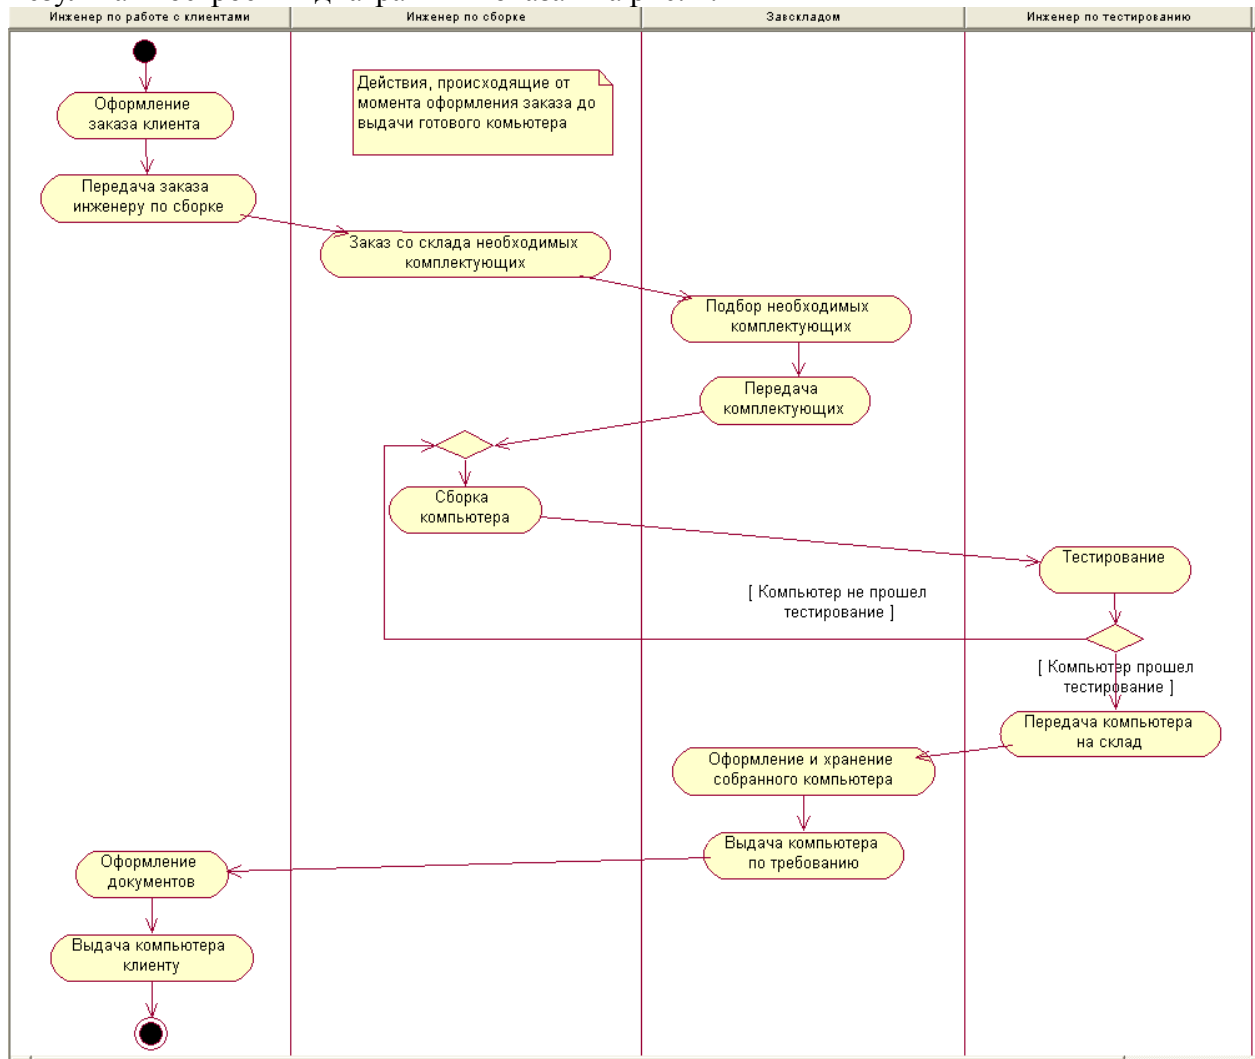 Инженер по работе с клиентами
Инженер по сборке
Завскладом
Инженер по тестированию
Действия, происходящие от
момента оформления заказа до
выдачи готового комьютера
Оформление
заказа клиента
Передача заказа
инженеру по сборке
Заказ со склада необходимых
комплектующих
Подбор необходимых
комплектующих
Передача
комплектующих
Сборка
компьютера
Тестирование
[ Компьютер не прошел
тестирование ]
[ Компьютер прошел
тестирование ]
Передача компьютера
на склад
Оформление и хранение
собранного компьютера
Выдача компьютера
по требованию
Оформление
документов
Выдача компьютера
клиенту